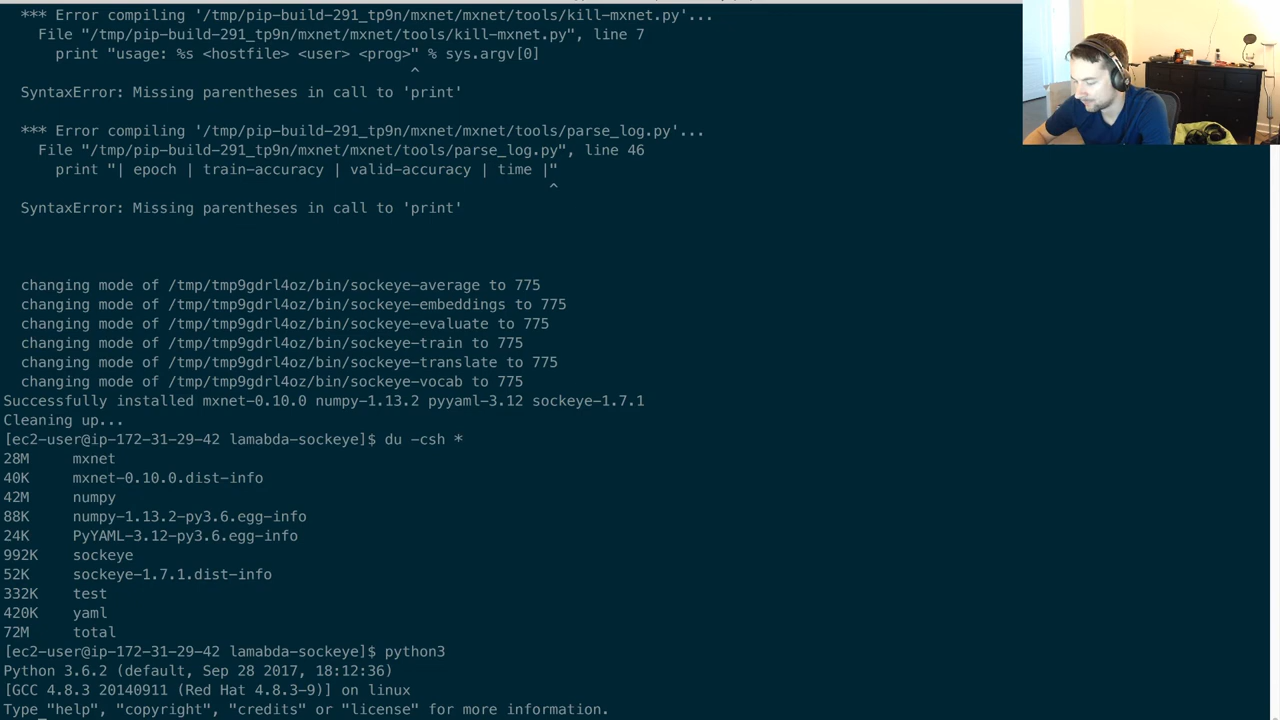 *** Error compiling '/tmp/pip-build-291_tp9n/mxnet/mxnet/tools/kill-mxnet.py'...
File "/tmp/pip-build-291_tp9n/mxnet/mxnet/tools/kill-mxnet.py", line 7
print "usage: %s <hostfile> <user> <prog>" % sys.argv[0]
^
SyntaxError: Missing parentheses in call to 'print'
*** Error compiling '/tmp/pip-build-291_tp9n/mxnet/mxnet/tools/parse_log.py'...
File "/tmp/pip-build-291_tp9n/mxnet/mxnet/tools/parse_log.py", line 46
print "| epoch | train-accuracy | valid-accuracy | time |"
^
SyntaxError: Missing parentheses in call to 'print'
changing mode of /tmp/tmp9gdrl4oz/bin/sockeye-average to 775
changing mode of /tmp/tmp9gdrl4oz/bin/sockeye-embeddings to 775
changing mode of /tmp/tmp9gdrl4oz/bin/sockeye-evaluate to 775
changing mode of /tmp/tmp9gdrl4oz/bin/sockeye-train to 775
changing mode of /tmp/tmp9gdrl4oz/bin/sockeye-translate to 775
changing mode of /tmp/tmp9gdrl4oz/bin/sockeye-vocab to 775
Successfully installed mxnet-0.10.0 numpy-1.13.2 pyyaml-3.12 sockeye-1.7.1
Cleaning up...
[ec2-user@ip-172-31-29-42 lamabda-sockeye]$ du -csh *
28M mxnet
40K mxnet-0.10.0.dist-info
42M numpy
88K numpy-1.13.2-py3.6.egg-info
24K PyYAML-3.12-py3.6.egg-info
992K sockeye
52K sockeye-1.7.1.dist-info
332K test
420K yaml
72M total
[ec2-user@ip-172-31-29-42 lamabda-sockeye]$ python3
Python 3.6.2 (default, Sep 28 2017, 18:12:36)
[GCC 4.8.3 20140911 (Red Hat 4.8.3-9)] on linux
Type "help", "copyright", "credits" or "license" for more information.